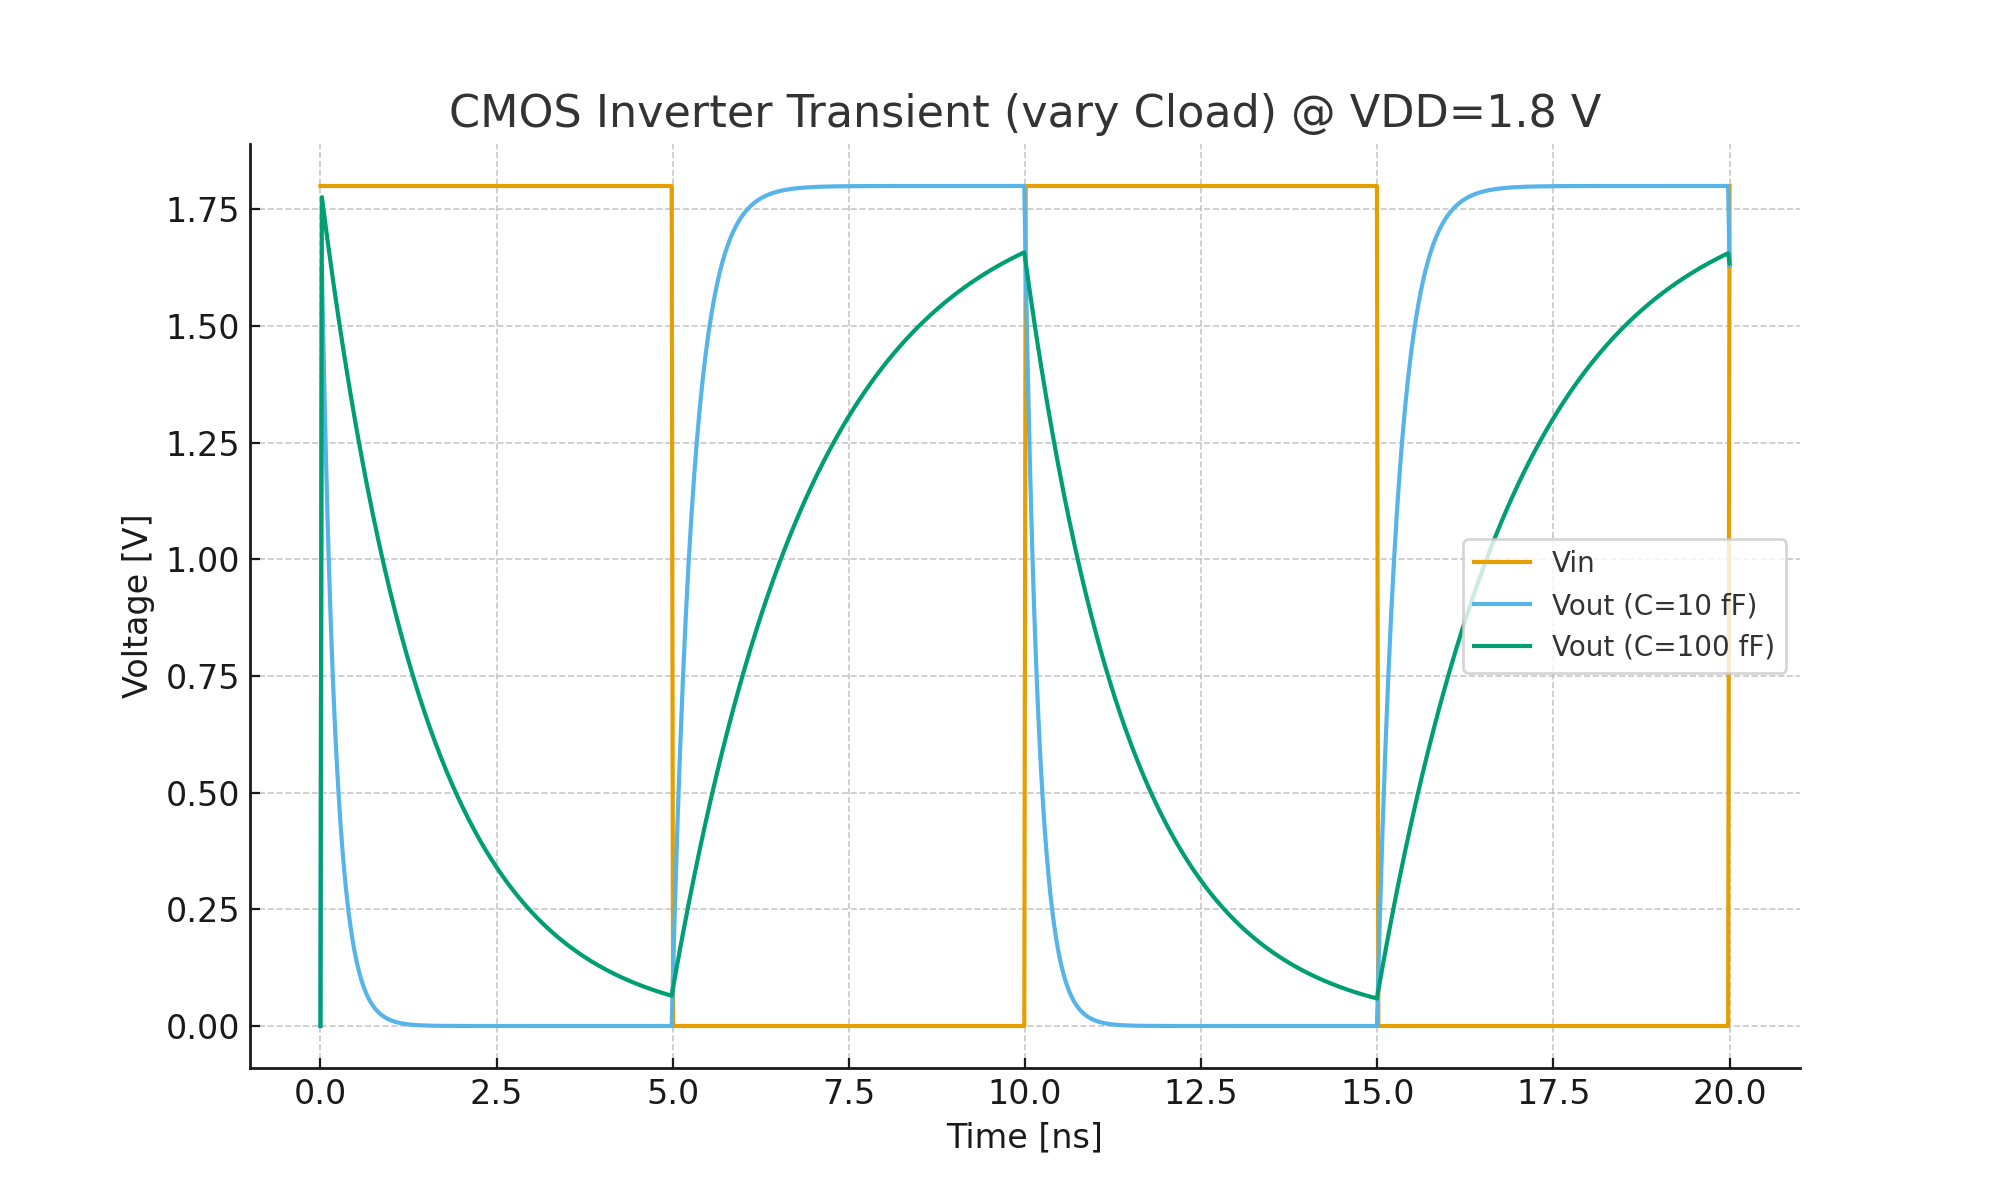 CMOS Inverter Transient (vary Cload) @ VDD=1.8 V
Voltage [V]
1.75
1.50
1.25
1.00
0.75
0.50
0.25
0.00
Vin
Vout (C=10 fF)
Vout (C=100 fF)
0.0 2.5 5.0 7.5 10.0 12.5 15.0 17.5 20.0
Time [ns]